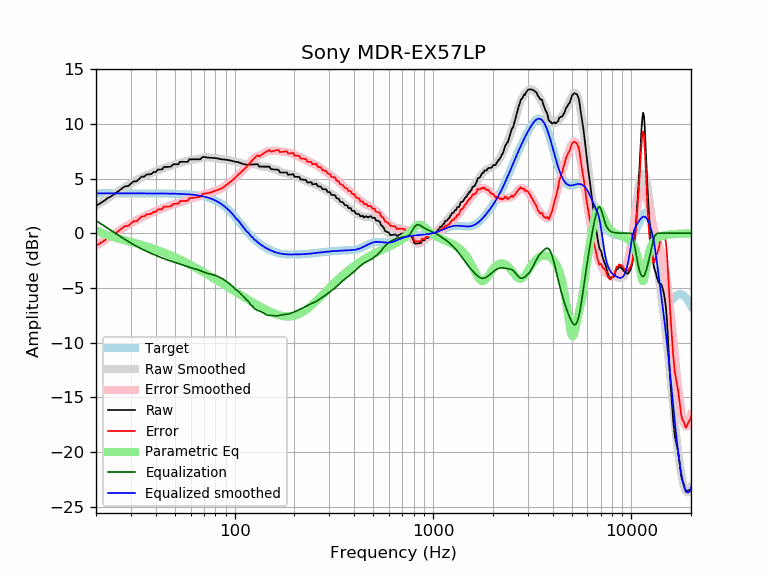 Sony MDR-EX57LP
15
10
5
0
−5
−10
−15
−20
−25
Amplitude (dBr)
Target
Raw Smoothed
Error Smoothed
Raw
Error
Parametric Eq
Equalization
Equalized smoothed
100
1000
10000
Frequency (Hz)